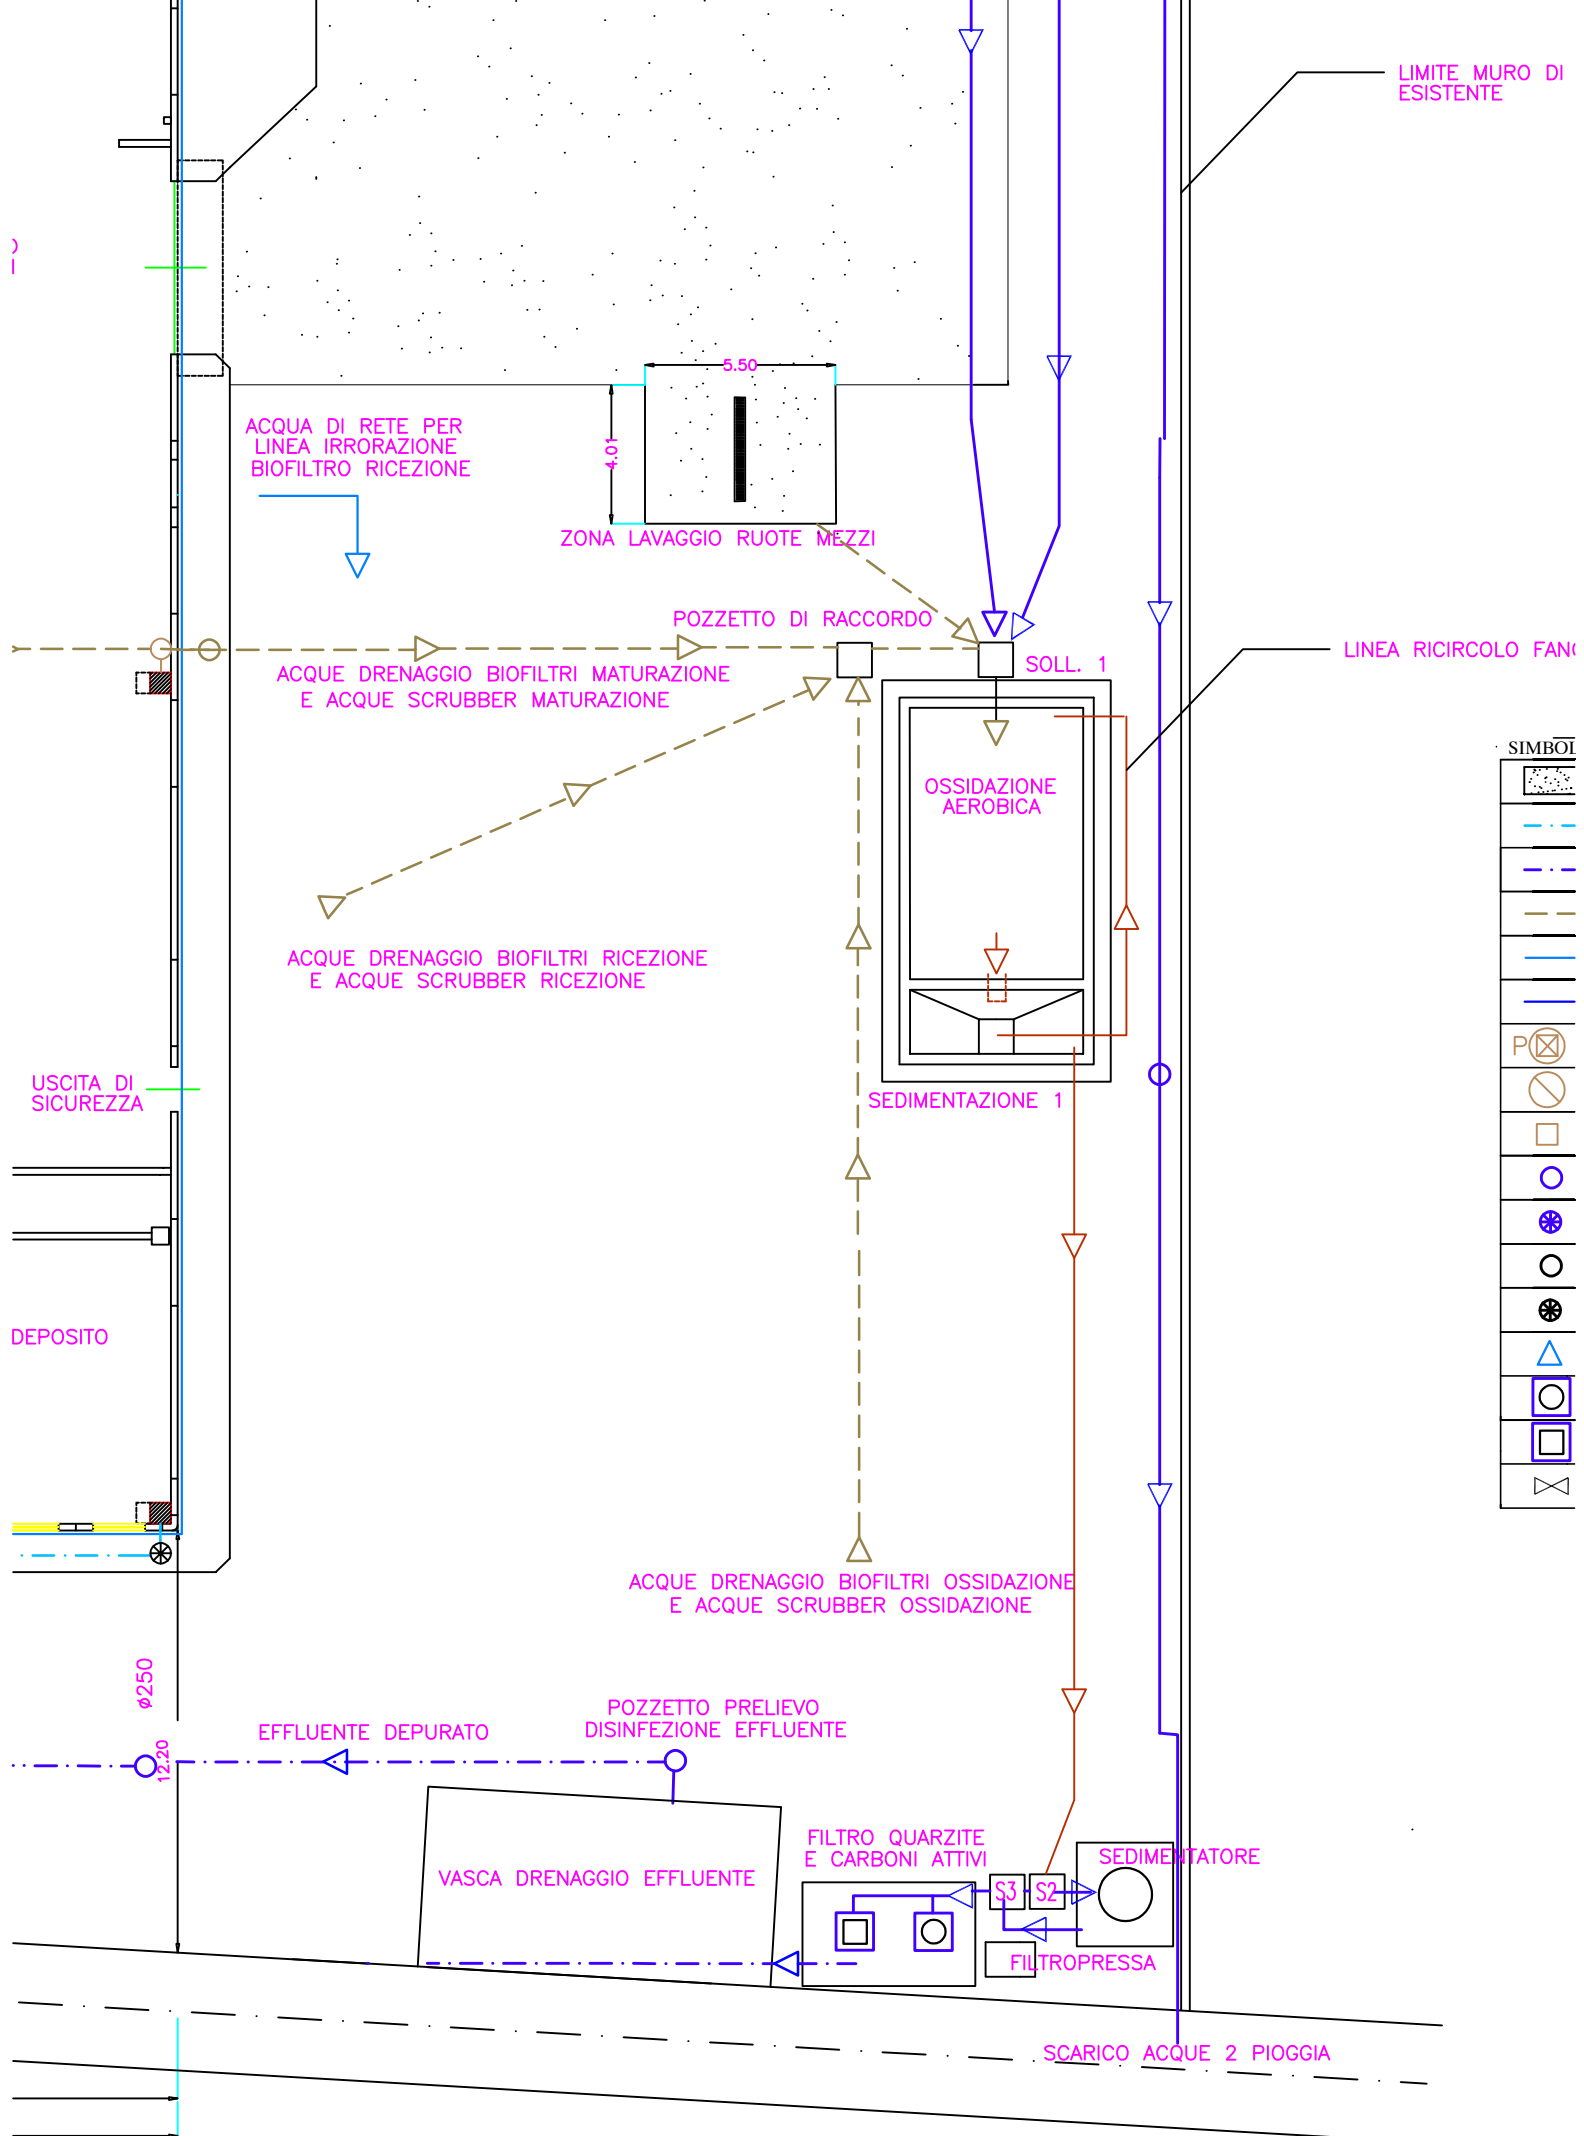 LIMITE MURO DI
ESISTENTE
5.50
4.01
ACQUA DI RETE PER
LINEA IRRORAZIONE
BIOFILTRO RICEZIONE
ZONA LAVAGGIO RUOTE MEZZI
POZZETTO DI RACCORDO
SOLL. 1
LINEA RICIRCOLO FANG
ACQUE DRENAGGIO BIOFILTRI MATURAZIONE
E ACQUE SCRUBBER MATURAZIONE
SIMBOL
OSSIDAZIONE
AEROBICA
ACQUE DRENAGGIO BIOFILTRI RICEZIONE
E ACQUE SCRUBBER RICEZIONE
P
USCITA DI
SICUREZZA
SEDIMENTAZIONE 1
DEPOSITO
ACQUE DRENAGGIO BIOFILTRI OSSIDAZIONE
E ACQUE SCRUBBER OSSIDAZIONE
ø250
12.20
EFFLUENTE DEPURATO
POZZETTO PRELIEVO
DISINFEZIONE EFFLUENTE
FILTRO QUARZITE
E CARBONI ATTIVI
SEDIMENTATORE
VASCA DRENAGGIO EFFLUENTE
S3
S2
FILTROPRESSA
SCARICO ACQUE 2 PIOGGIA